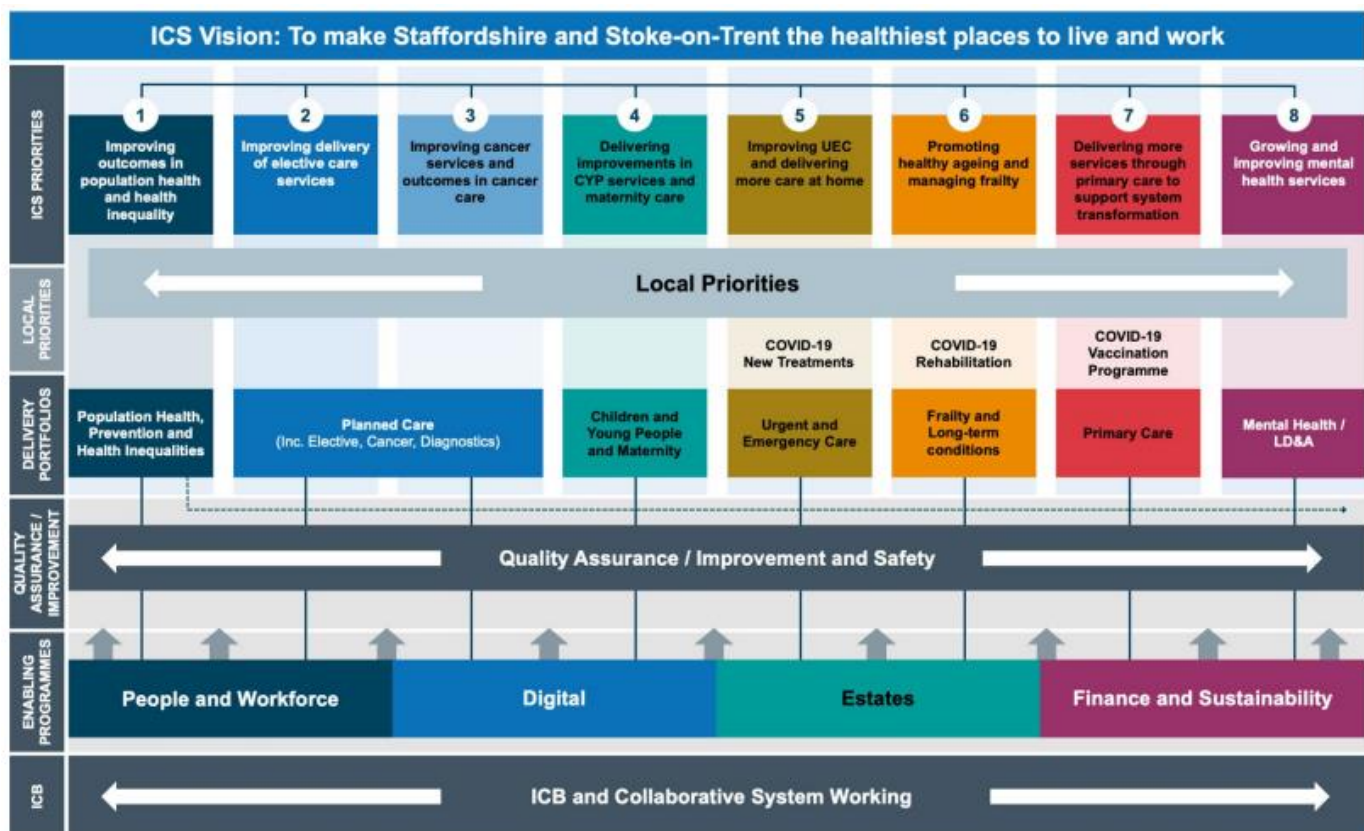 ICS Vision: To make Staffordshire and Stoke-on-Trent the healthiest places to live and work
ICS PRIORITIES
1
Improving
outcomes in
population health
and health
inequality
2
Improving delivery
of elective care
services
3
Improving cancer
services and
outcomes in cancer
care
4
Delivering
improvements in
CYP services and
maternity care
5
Improving UEC
and delivering
more care at home
6
Promoting
healthy ageing and
managing frailty
7
Delivering more
services through
primary care to
support system
transformation
8
Growing and
improving mental
health services
LOCAL
PRIORITIES
Local Priorities
COVID-19
New Treatments
COVID-19
Rehabilitation
COVID-19
Vaccination
Programme
DELIVERY
PORTFOLIOS
Population Health,
Prevention and
Health Inequalities
Planned Care
(Inc. Elective, Cancer, Diagnostics)
Children and
Young People
and Maternity
Urgent and
Emergency Care
Frailty and
Long-term
conditions
Primary Care
Mental Health /
LD&A
QUALITY
ASSURANCE /
IMPROVEMENT
Quality Assurance / Improvement and Safety
ENABLING
PROGRAMMES
People and Workforce
Digital
Estates
Finance and Sustainability
ICB
ICB and Collaborative System Working